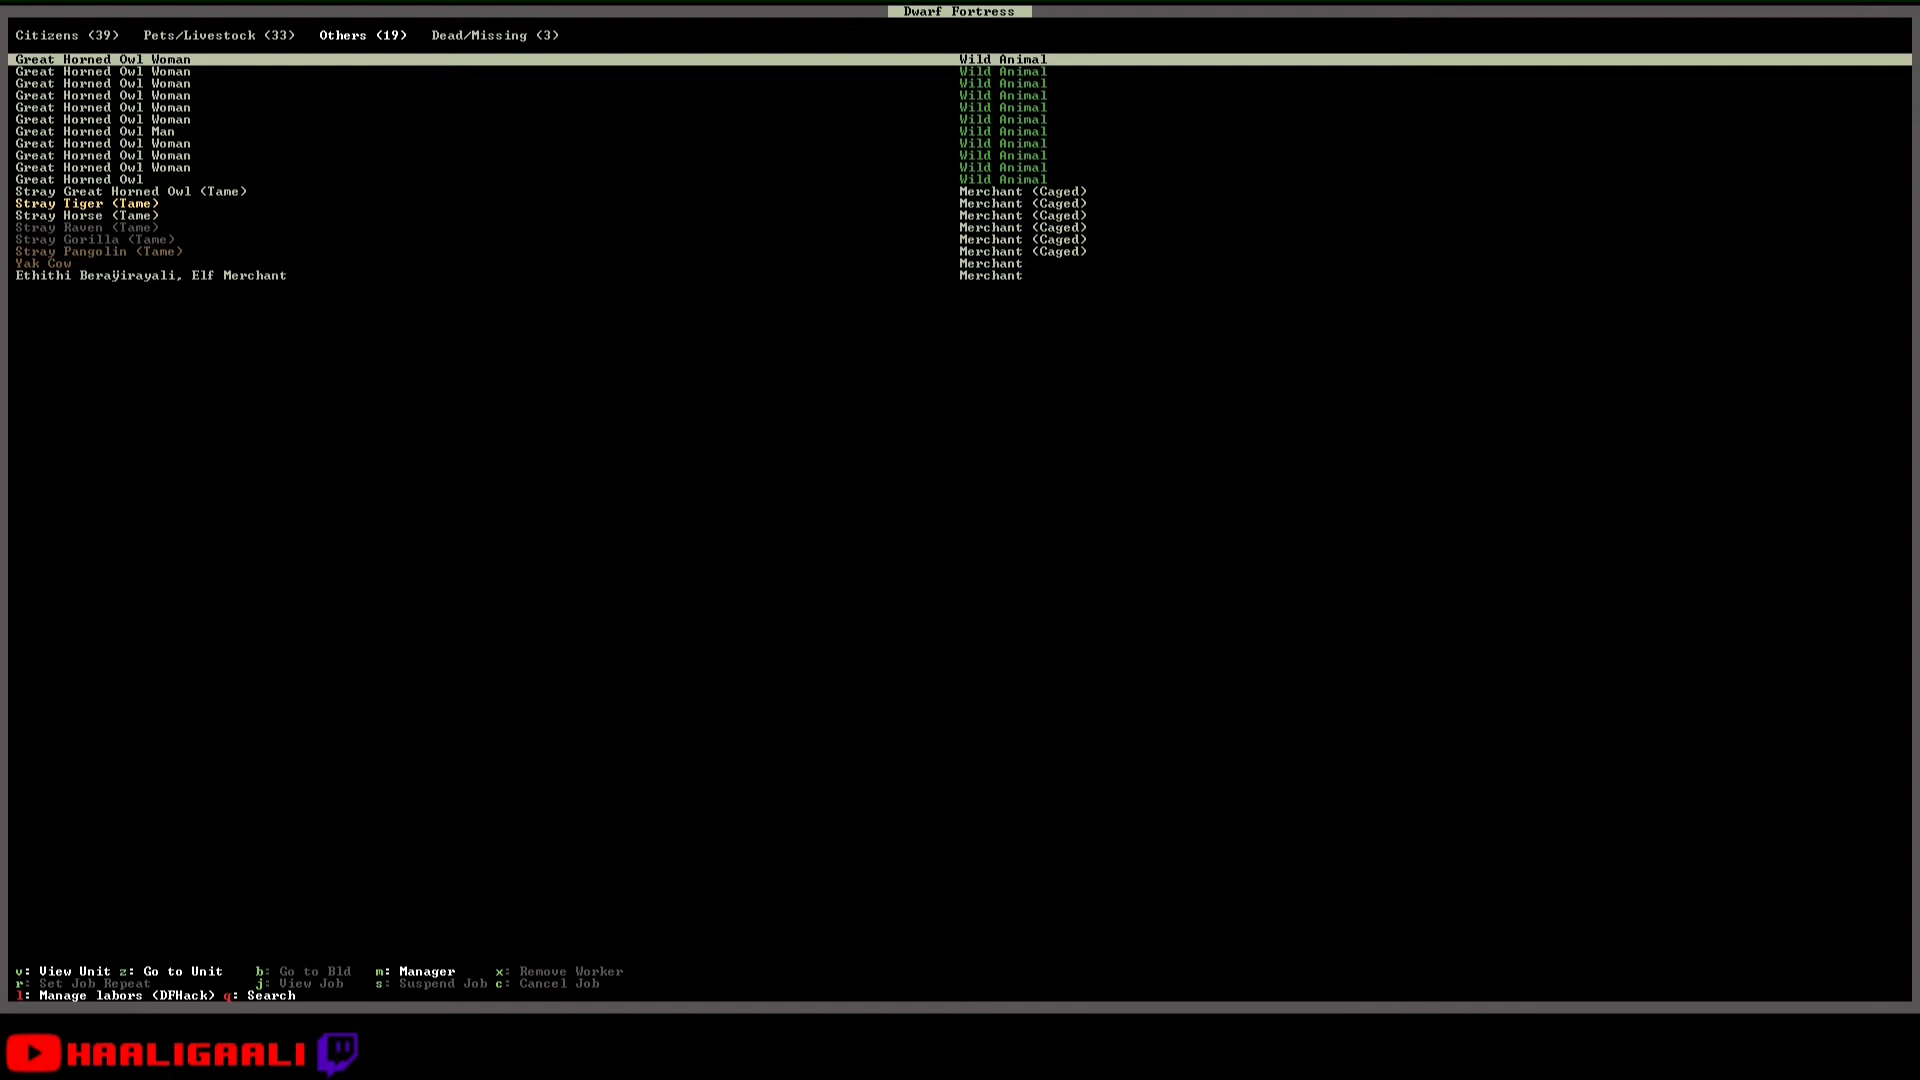 Dwarf Fortress
Citizens (39) Pets/Livestock (33) Others (19) Dead/Missing (3)
Great Horned Owl Woman Wild Animal
Great Horned Owl Woman Wild Animal
Great Horned Owl Woman Wild Animal
Great Horned Owl Woman Wild Animal
Great Horned Owl Woman Wild Animal
Great Horned Owl Woman Wild Animal
Great Horned Owl Man Wild Animal
Great Horned Owl Woman Wild Animal
Great Horned Owl Woman Wild Animal
Great Horned Owl Woman Wild Animal
Great Horned Owl Wild Animal
Stray Great Horned Owl (Tame) Merchant (Caged)
Stray Tiger (Tame) Merchant (Caged)
Stray Horse (Tame) Merchant (Caged)
Stray Raven (Tame) Merchant (Caged)
Stray Gorilla (Tame) Merchant (Caged)
Stray Pangolin (Tame) Merchant (Caged)
Yak Cow Merchant
Ethithi Beraÿirayali, Elf Merchant Merchant
v: View Unit z: Go to Unit b: Go to Bld m: Manager x: Remove Worker
r: Set Job Repeat j: View Job s: Suspend Job c: Cancel Job
l: Manage labors (DFHack) q: Search
HAALIGAALI